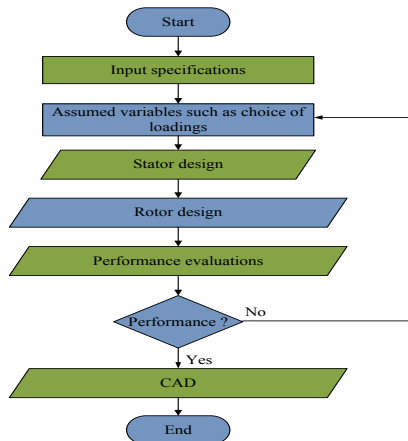 Start
Input specifications
Assumed variables such as choice of
loadings
Stator design
Rotor design
Performance evaluations
Performance ?
No
Yes
CAD
End